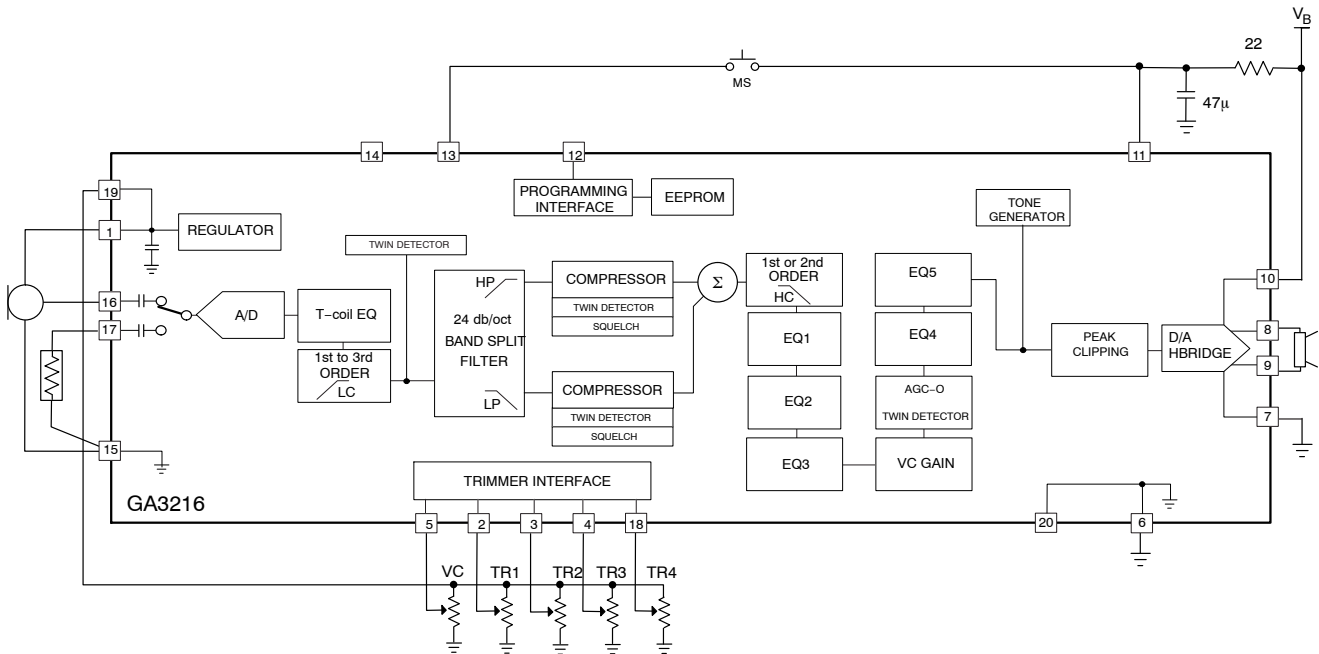 V_B
22
MS
47µ
14
13
12
11
19
1
REGULATOR
PROGRAMMING
INTERFACE
EEPROM
TONE
GENERATOR
TWIN DETECTOR
16
17
A/D
T-coil EQ
1st to 3rd
ORDER
LC
HP
24 db/oct
BAND SPLIT
FILTER
LP
COMPRESSOR
TWIN DETECTOR
SQUELCH
COMPRESSOR
TWIN DETECTOR
SQUELCH
Σ
1st or 2nd
ORDER
HC
EQ1
EQ2
EQ3
EQ5
EQ4
AGC-O
TWIN DETECTOR
VC GAIN
PEAK
CLIPPING
D/A
HBRIDGE
10
8
9
7
15
GA3216
TRIMMER INTERFACE
5
2
3
4
18
20
6
VC
TR1
TR2
TR3
TR4